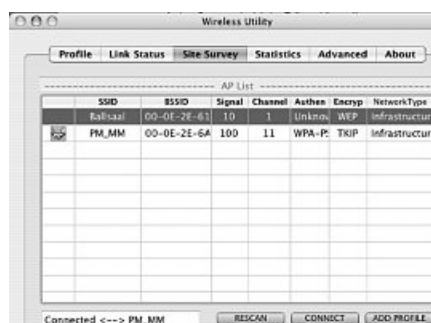 Wireless Utility
Profile Link Status Site Survey Statistics Advanced About
AP List
SSID BSSID Signal Channel Authen Encryp NetworkType
Ballsaal 00-0E-2E-61 10 1 Unknov WEP Infrastructur
PM_MM 00-0E-2E-6A 100 11 WPA-P: TKIP Infrastructur
Connected <--> PM_MM RESCAN CONNECT ADD PROFILE